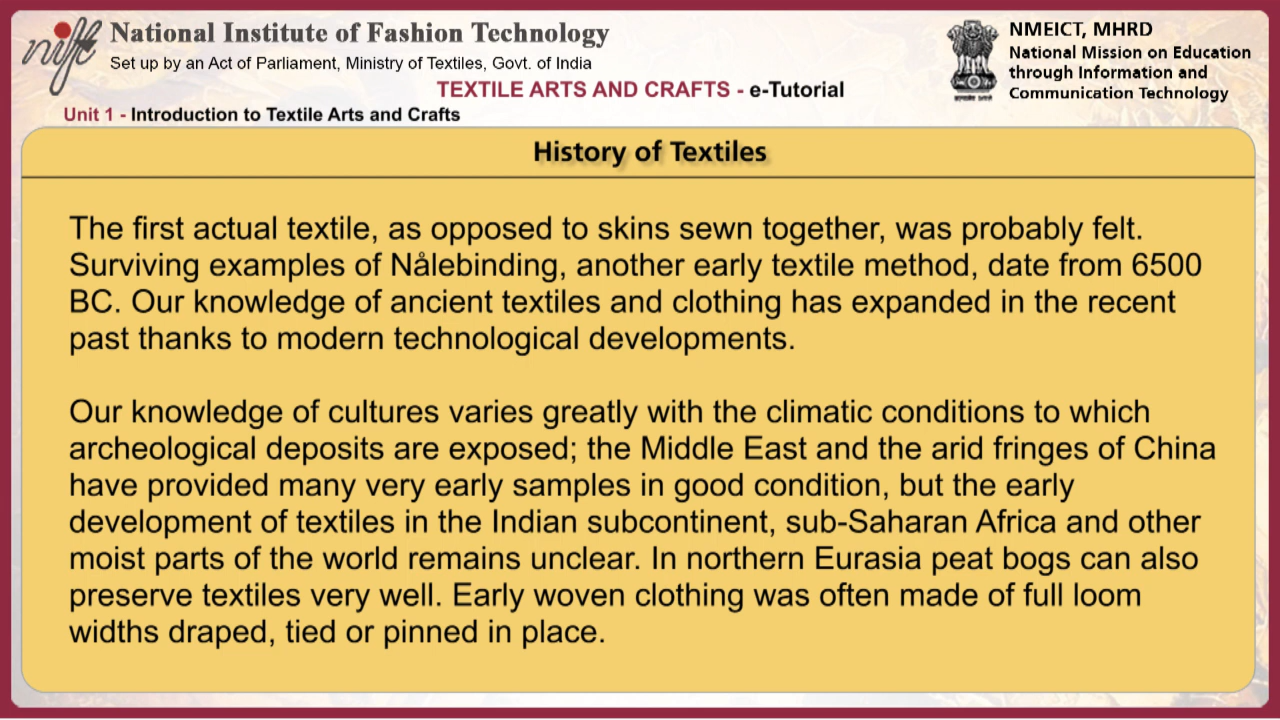 nift
National Institute of Fashion Technology
Set up by an Act of Parliament, Ministry of Textiles, Govt. of India
NMEICT, MHRD
National Mission on Education
through Information and
Communication Technology
TEXTILE ARTS AND CRAFTS - e-Tutorial
Unit 1 - Introduction to Textile Arts and Crafts
History of Textiles
The first actual textile, as opposed to skins sewn together, was probably felt.
Surviving examples of Nålebinding, another early textile method, date from 6500
BC. Our knowledge of ancient textiles and clothing has expanded in the recent
past thanks to modern technological developments.
Our knowledge of cultures varies greatly with the climatic conditions to which
archeological deposits are exposed; the Middle East and the arid fringes of China
have provided many very early samples in good condition, but the early
development of textiles in the Indian subcontinent, sub-Saharan Africa and other
moist parts of the world remains unclear. In northern Eurasia peat bogs can also
preserve textiles very well. Early woven clothing was often made of full loom
widths draped, tied or pinned in place.